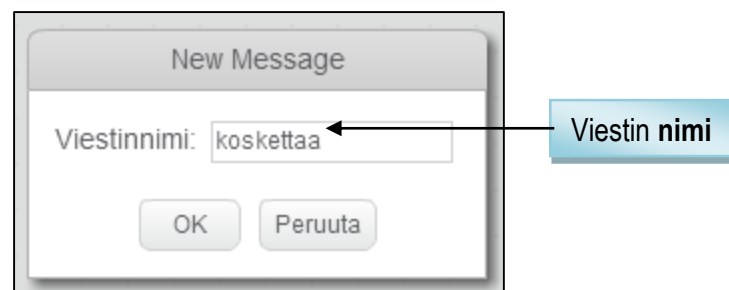 New Message
Viestinnimi: koskettaa
Viestin nimi
OK Peruuta